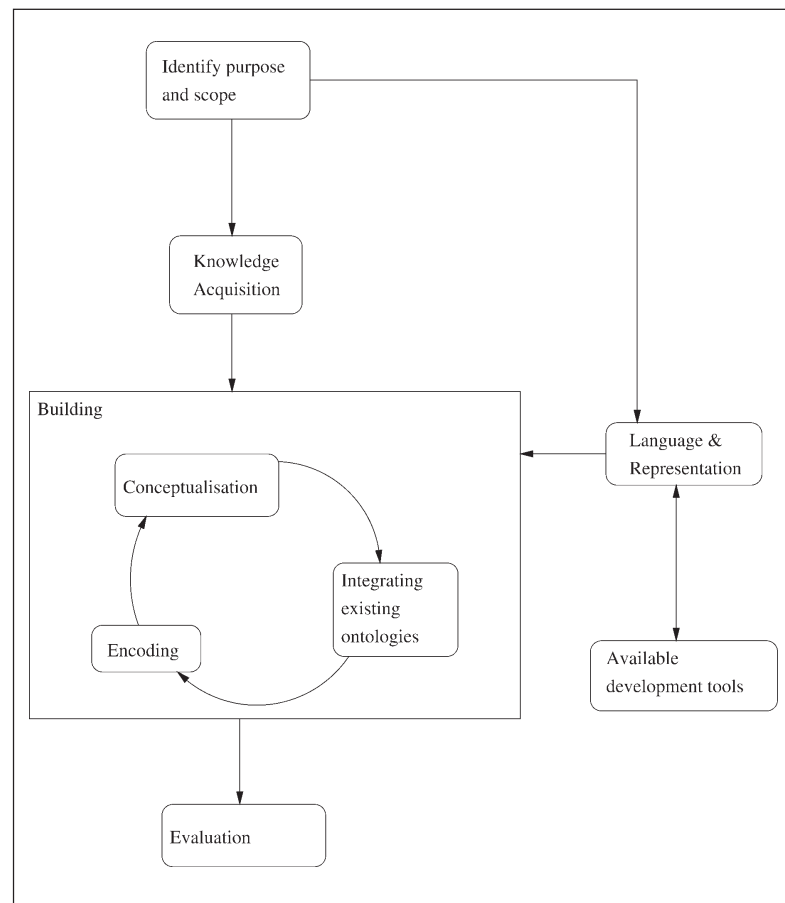 Identify purpose
and scope
Knowledge
Acquisition
Building
Language &
Representation
Conceptualisation
Integrating
existing
ontologies
Encoding
Available
development tools
Evaluation